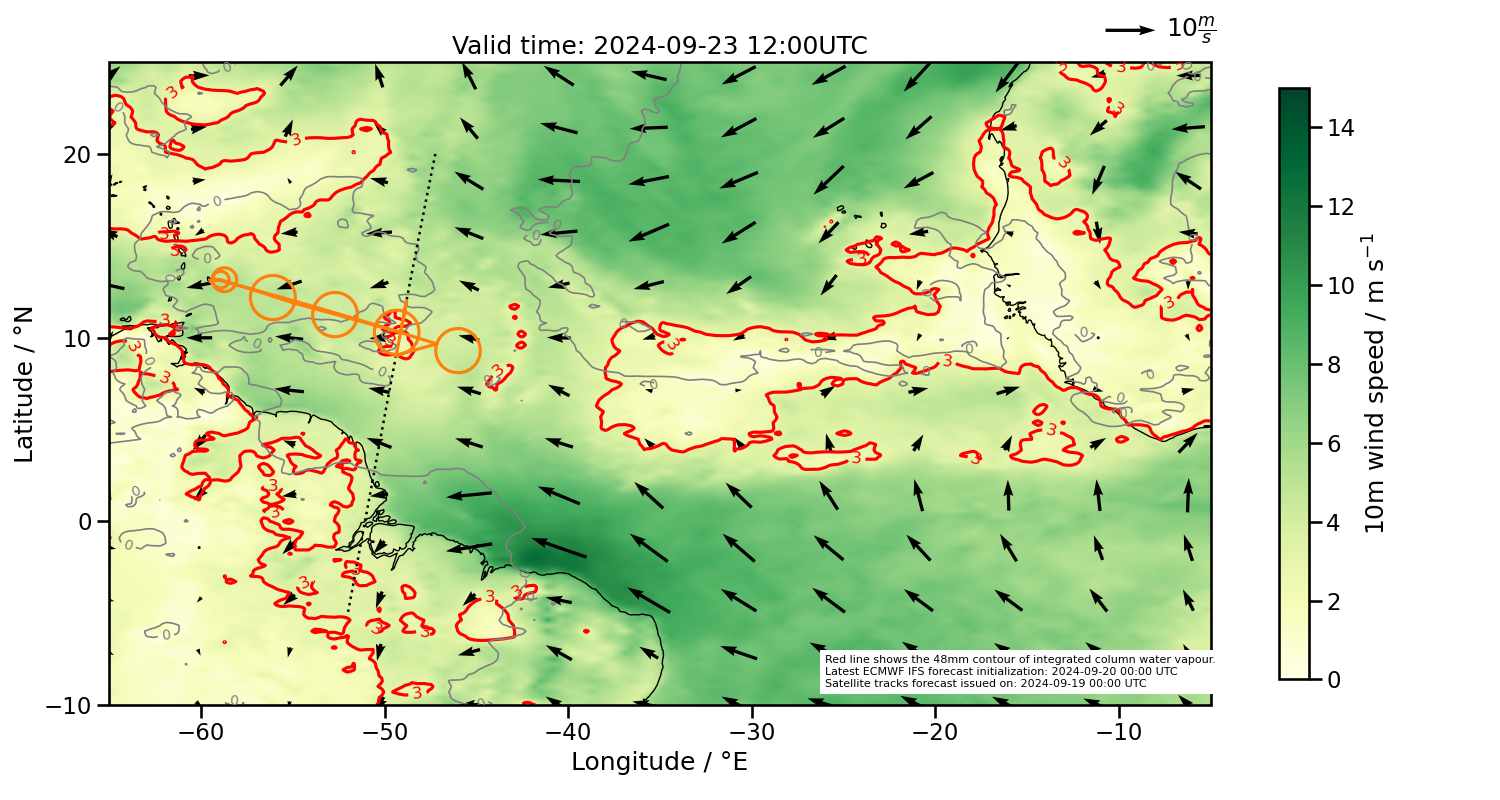 10 m/s
Valid time: 2024-09-23 12:00UTC
Latitude / °N
20
10
0
−10
−60
−50
−40
−30
−20
−10
Longitude / °E
Red line shows the 48mm contour of integrated column water vapour.
Latest ECMWF IFS forecast initialization: 2024-09-20 00:00 UTC
Satellite tracks forecast issued on: 2024-09-19 00:00 UTC
14
12
10
8
6
4
2
0
10m wind speed / m s⁻¹